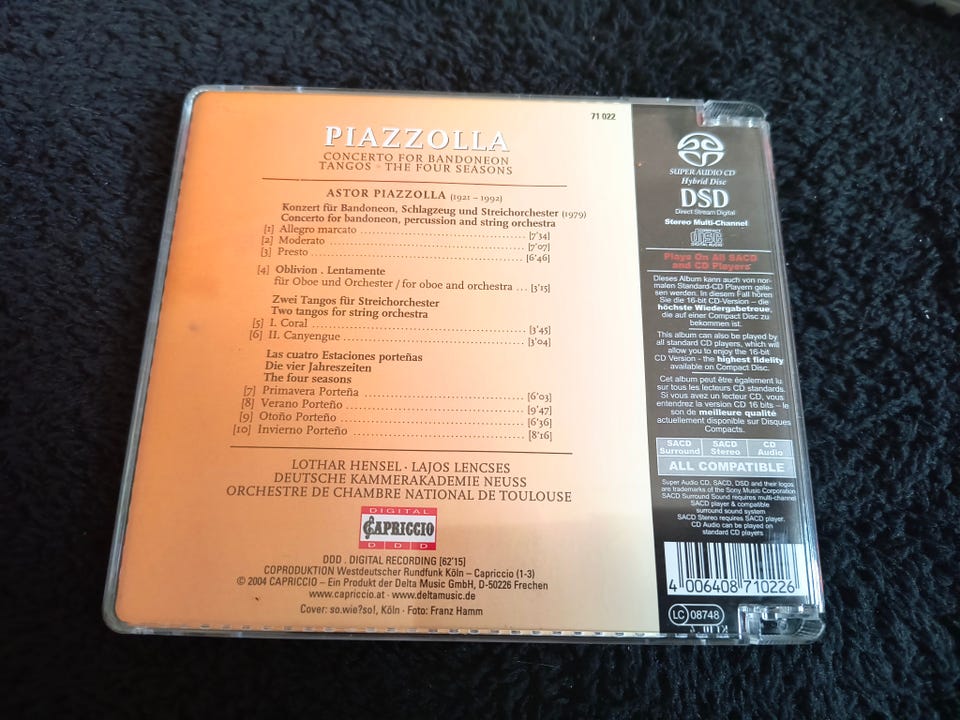 71 022
PIAZZOLLA
CONCERTO FOR BANDONEON
TANGOS · THE FOUR SEASONS
ASTOR PIAZZOLLA (1921 – 1992)
Konzert für Bandoneon, Schlagzeug und Streichorchester (1979)
Concerto for bandoneon, percussion and string orchestra
[1] Allegro marcato [7'34]
[2] Moderato [7'07]
[3] Presto [6'46]
[4] Oblivion . Lentamente
für Oboe und Orchester / for oboe and orchestra ... [3'15]
Zwei Tangos für Streichorchester
Two tangos for string orchestra
[5] I. Coral [3'45]
[6] II. Canyengue [3'04]
Las cuatro Estaciones porteñas
Die vier Jahreszeiten
The four seasons
[7] Primavera Porteña [6'03]
[8] Verano Porteño [9'47]
[9] Otoño Porteño [6'36]
[10] Invierno Porteño [8'16]
LOTHAR HENSEL · LAJOS LENCSES
DEUTSCHE KAMMERAKADEMIE NEUSS
ORCHESTRE DE CHAMBRE NATIONAL DE TOULOUSE
DIGITAL
CAPRICCIO
D D D
DDD . DIGITAL RECORDING [62'15]
COPRODUKTION Westdeutscher Rundfunk Köln – Capriccio (1-3)
© 2004 CAPRICCIO – Ein Produkt der Delta Music GmbH, D-50226 Frechen
www.capriccio.at · www.deltamusic.de
Cover: so.wie?so!, Köln · Foto: Franz Hamm
SUPER AUDIO CD
Hybrid Disc
DSD
Direct Stream Digital
Stereo Multi-Channel
COMPACT
disc
DIGITAL AUDIO
Plays On All SACD
and CD Players
Dieses Album kann auch von nor-
malen Standard-CD Playern gele-
sen werden. In diesem Fall hören
Sie die 16-bit CD-Version – die
höchste Wiedergabetreue,
die auf einer Compact Disc zu
bekommen ist.
This album can also be played by
all standard CD players, which will
allow you to enjoy the 16-bit
CD Version - the highest fidelity
available on Compact Disc.
Cet album peut être également lu
sur tous les lecteurs CD standards.
Si vous avez un lecteur CD, vous
entendrez la version CD 16 bits – le
son de meilleure qualité
actuellement disponible sur Disques
Compacts.
SACD Surround
SACD Stereo
CD Audio
ALL COMPATIBLE
Super Audio CD, SACD, DSD and their logos
are trademarks of the Sony Music Corporation
SACD Surround Sound requires multi-channel
SACD player & compatible
surround sound system
SACD Stereo requires SACD player.
CD Audio can be played on
standard CD players
4 006408 710226
LC 08748